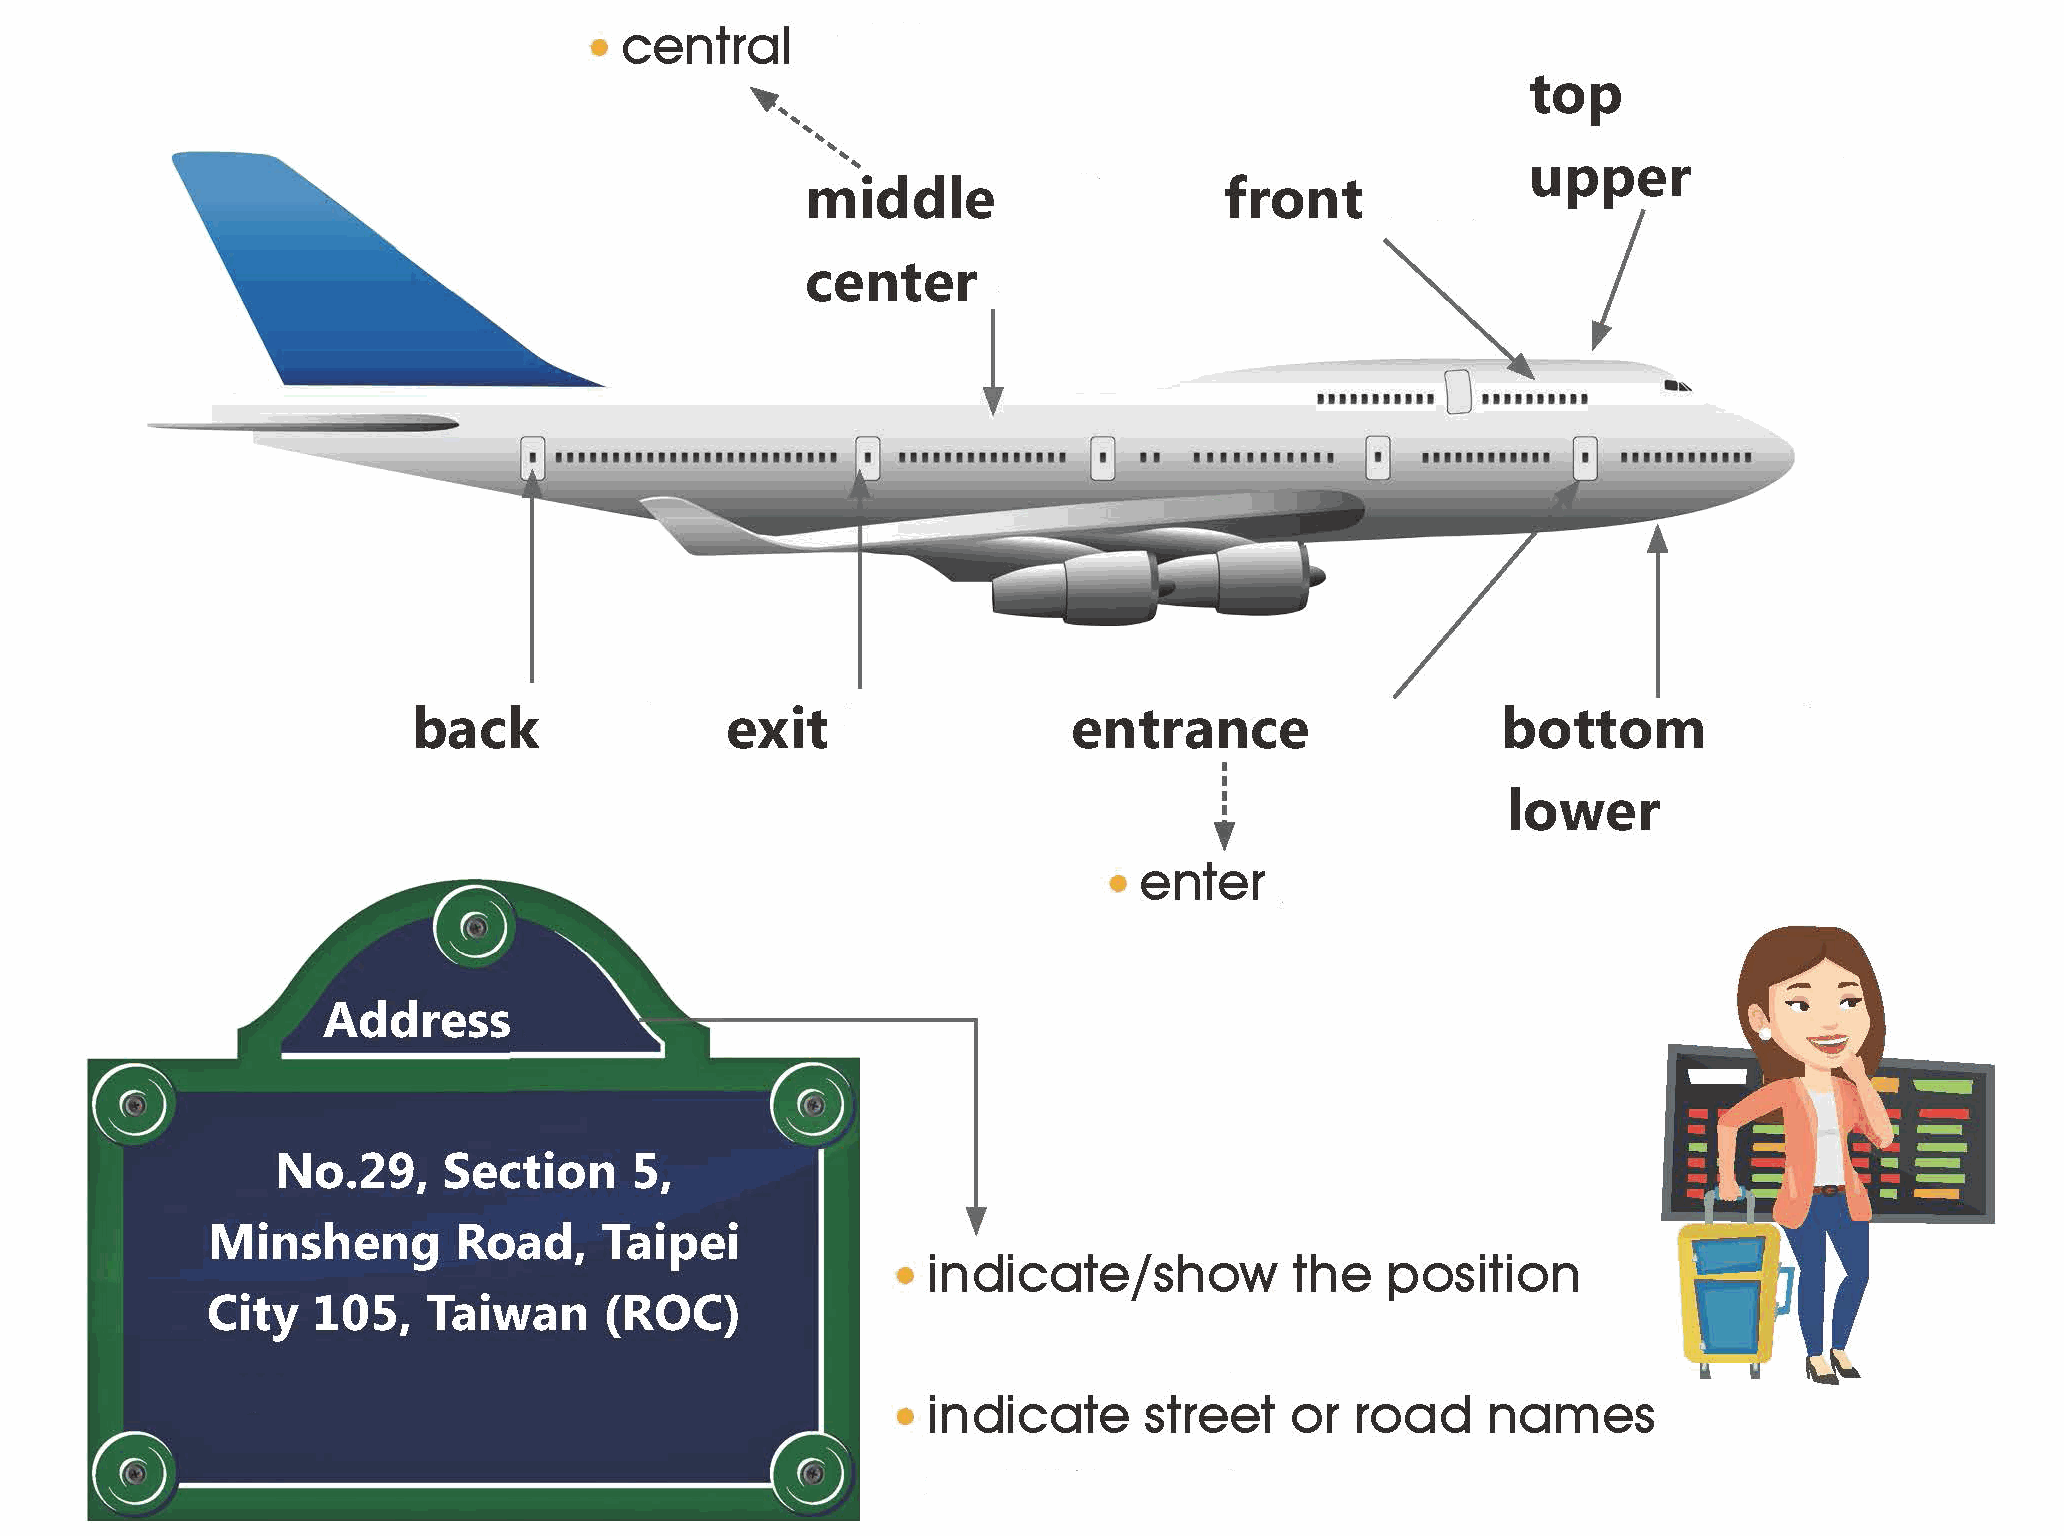 • central
top
upper
middle
center
front
back
exit
entrance
bottom
lower
• enter
Address
No.29, Section 5,
Minsheng Road, Taipei
City 105, Taiwan (ROC)
• indicate/show the position
• indicate street or road names